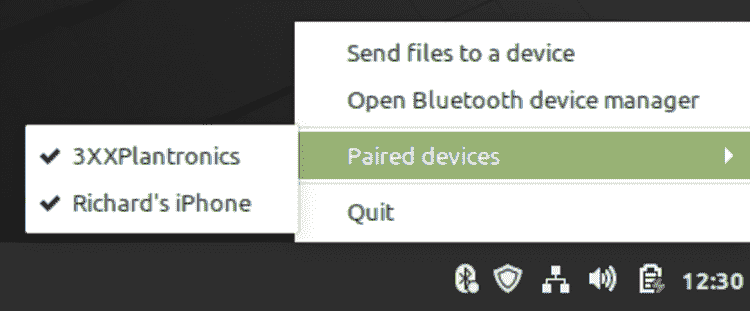 Send files to a device
Open Bluetooth device manager
Paired devices
3XXPlantronics
Richard's iPhone
Quit
12:30